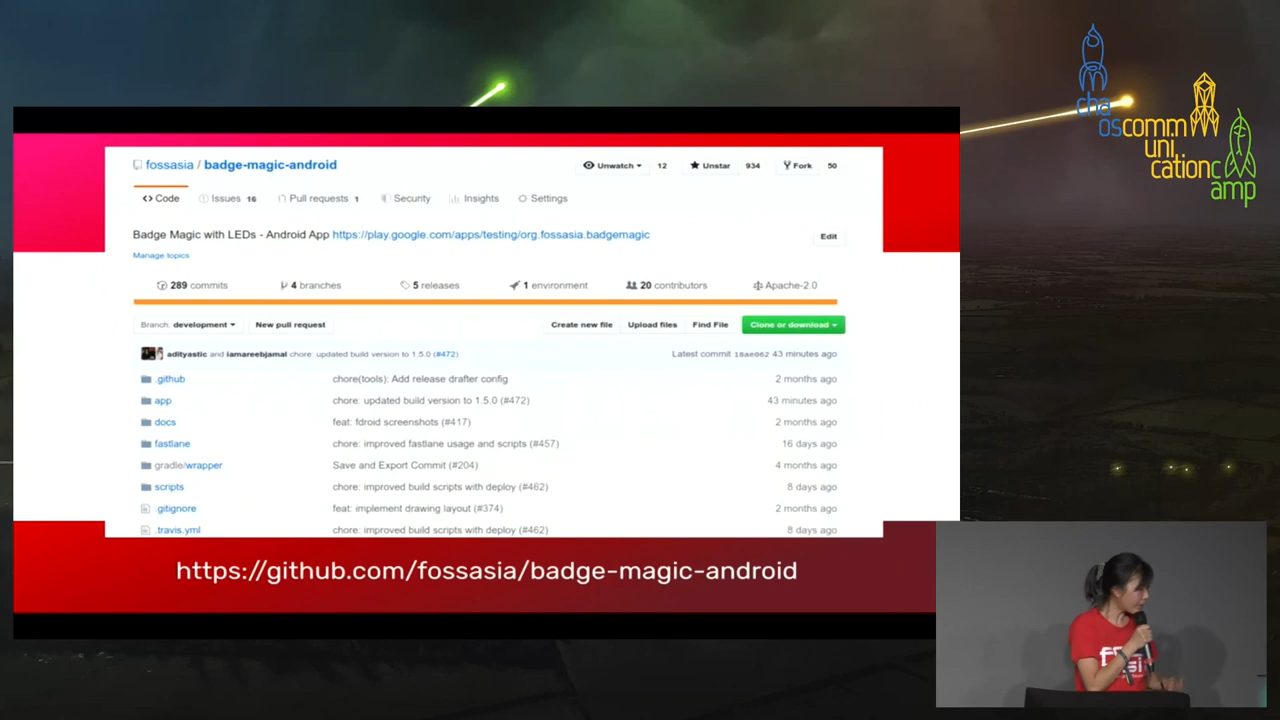 cha
oscomm
uni
cationc
amp
fossasia / badge-magic-android
Unwatch 12 Unstar 934 Fork 50
Code Issues 16 Pull requests 1 Security Insights Settings
Badge Magic with LEDs - Android App https://play.google.com/apps/testing/org.fossasia.badgemagic
Edit
Manage topics
289 commits 4 branches 5 releases 1 environment 20 contributors Apache-2.0
Branch: development New pull request Create new file Upload files Find File Clone or download
adityastic and iamareebjamal chore: updated build version to 1.5.0 (#472) Latest commit 18ae062 43 minutes ago
.github chore(tools): Add release drafter config 2 months ago
app chore: updated build version to 1.5.0 (#472) 43 minutes ago
docs feat: fdroid screenshots (#417) 2 months ago
fastlane chore: improved fastlane usage and scripts (#457) 16 days ago
gradle/wrapper Save and Export Commit (#204) 4 months ago
scripts chore: improved build scripts with deploy (#462) 8 days ago
.gitignore feat: implement drawing layout (#374) 2 months ago
.travis.yml chore: improved build scripts with deploy (#462) 8 days ago
https://github.com/fossasia/badge-magic-android